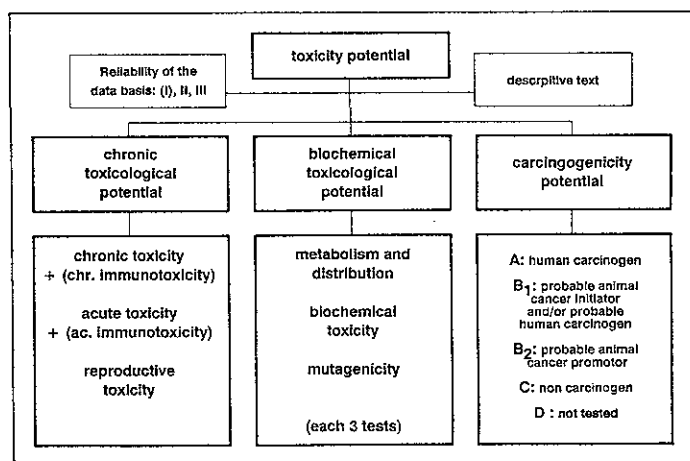 toxicity potential
Reliability of the
data basis: (I), II, III
descrpitive text
chronic
toxicological
potential
biochemical
toxicological
potential
carcingogenicity
potential
chronic toxicity
+ (chr. immunotoxicity)
acute toxicity
+ (ac. immunotoxicity)
reproductive
toxicity
metabolism and
distribution
biochemical
toxicity
mutagenicity
(each 3 tests)
A: human carcinogen
B1: probable animal
cancer initiator
and/or probable
human carcinogen
B2: probable animal
cancer promotor
C: non carcinogen
D : not tested